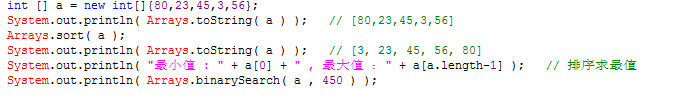 int [] a = new int[]{80,23,45,3,56};
System.out.println( Arrays.toString( a ) );   // [80,23,45,3,56]
Arrays.sort( a );
System.out.println( Arrays.toString( a ) );   // [3, 23, 45, 56, 80]
System.out.println( "最小值 : " + a[0] + " , 最大值 : " + a[a.length-1] );   // 排序求最值
System.out.println( Arrays.binarySearch( a , 450 ) );